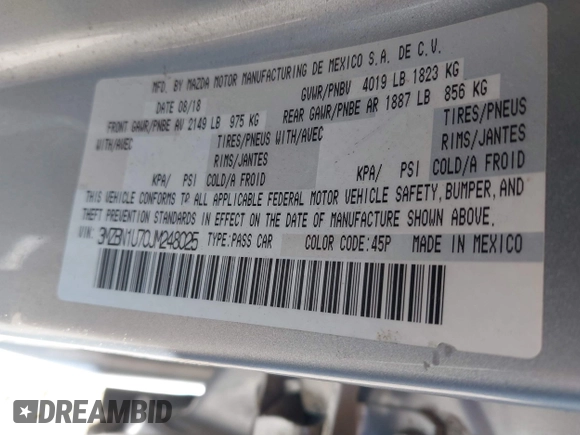 MFD. BY MAZDA MOTOR MANUFACTURING DE MEXICO S.A. DE C.V.
DATE 08/18 GVWR/PNBV 4019 LB 1823 KG
FRONT GAWR/PNBE AV 2149 LB 975 KG REAR GAWR/PNBE AR 1887 LB 856 KG
WITH/AVEC TIRES/PNEUS WITH/AVEC TIRES/PNEUS
RIMS/JANTES RIMS/JANTES
KPA/ PSI COLD/A FROID KPA/ PSI COLD/A FROID
THIS VEHICLE CONFORMS TO ALL APPLICABLE FEDERAL MOTOR VEHICLE SAFETY, BUMPER, AND
THEFT PREVENTION STANDARDS IN EFFECT ON THE DATE OF MANUFACTURE SHOWN ABOVE.
VIN: 3MZBN1U70JM248025 TYPE:PASS CAR COLOR CODE:45P MADE IN MEXICO
DREAMBID